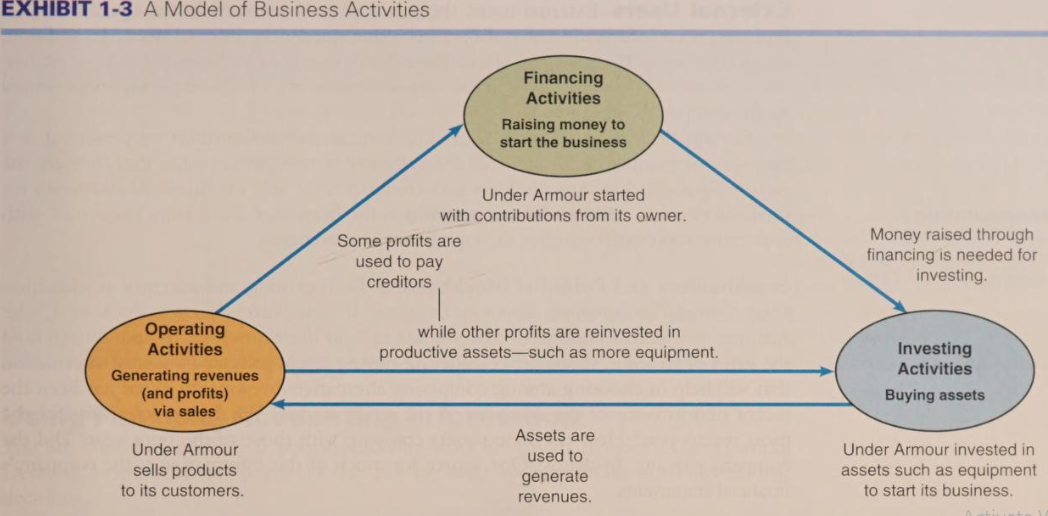 EXHIBIT 1-3 A Model of Business Activities
Financing
Activities
Raising money to
start the business
Under Armour started
with contributions from its owner.
Some profits are
used to pay
creditors
Money raised through
financing is needed for
investing.
while other profits are reinvested in
productive assets—such as more equipment.
Operating
Activities
Generating revenues
(and profits)
via sales
Investing
Activities
Buying assets
Under Armour
sells products
to its customers.
Assets are
used to
generate
revenues.
Under Armour invested in
assets such as equipment
to start its business.
Activate